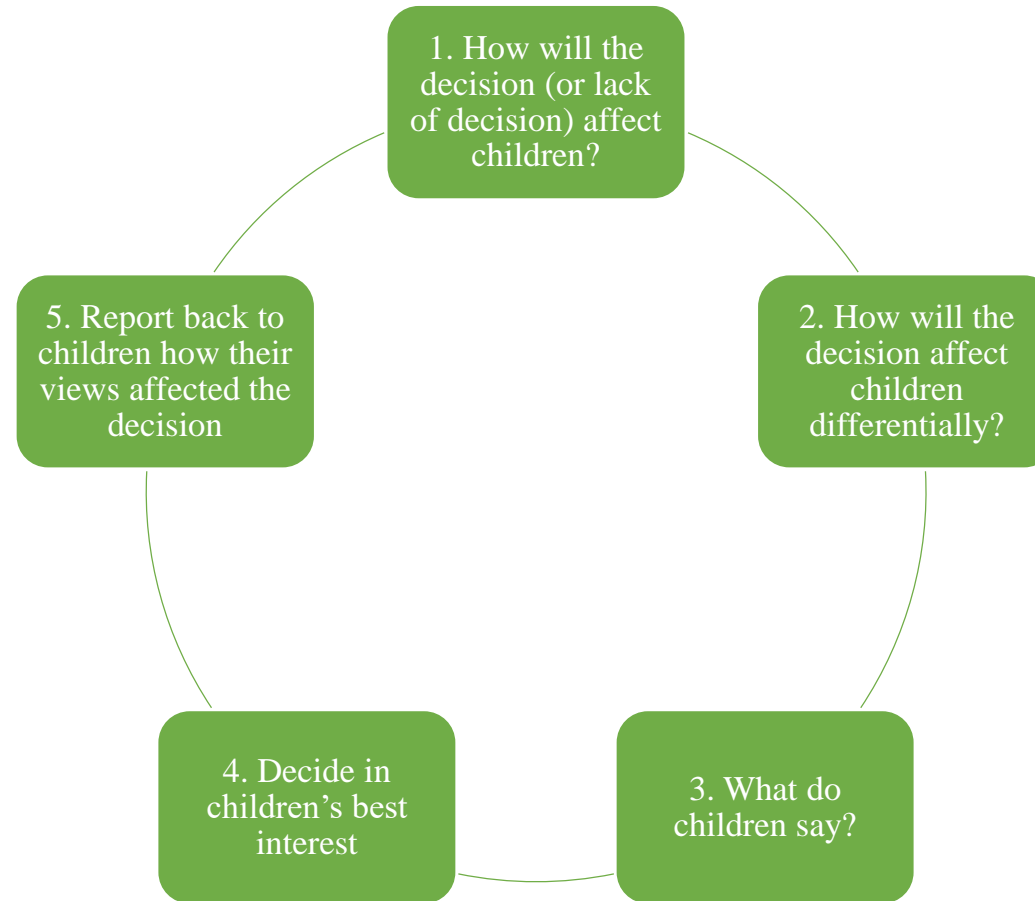 1. How will the
decision (or lack
of decision) affect
children?
2. How will the
decision affect
children
differentially?
3. What do
children say?
4. Decide in
children’s best
interest
5. Report back to
children how their
views affected the
decision